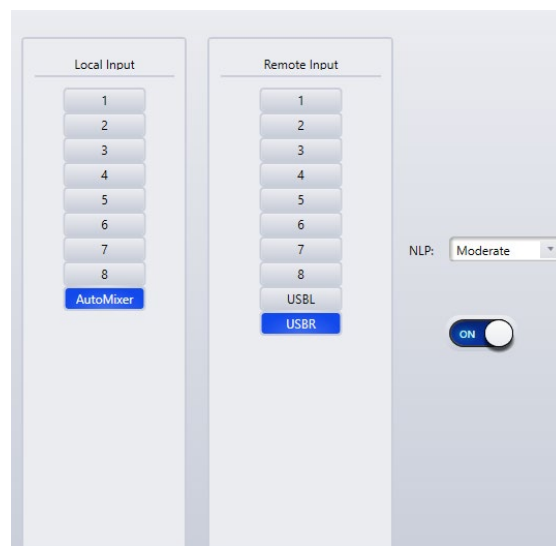 Local Input
1
2
3
4
5
6
7
8
AutoMixer
Remote Input
1
2
3
4
5
6
7
8
USBL
USBR
NLP: Moderate
ON